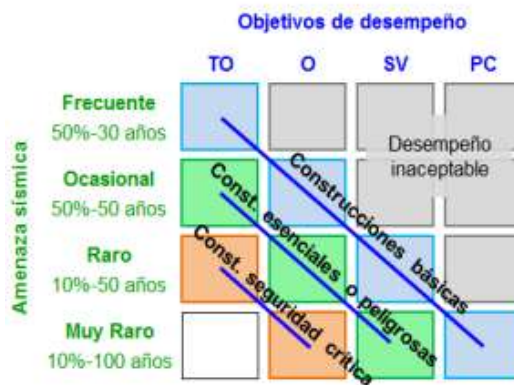 Objetivos de desempeño
TO O SV PC
Amenaza sísmica
Frecuente
50%-30 años
Ocasional
50%-50 años
Raro
10%-50 años
Muy Raro
10%-100 años
Desempeño
inaceptable
Construcciones básicas
Const. esenciales o peligrosas
Const. seguridad crítica